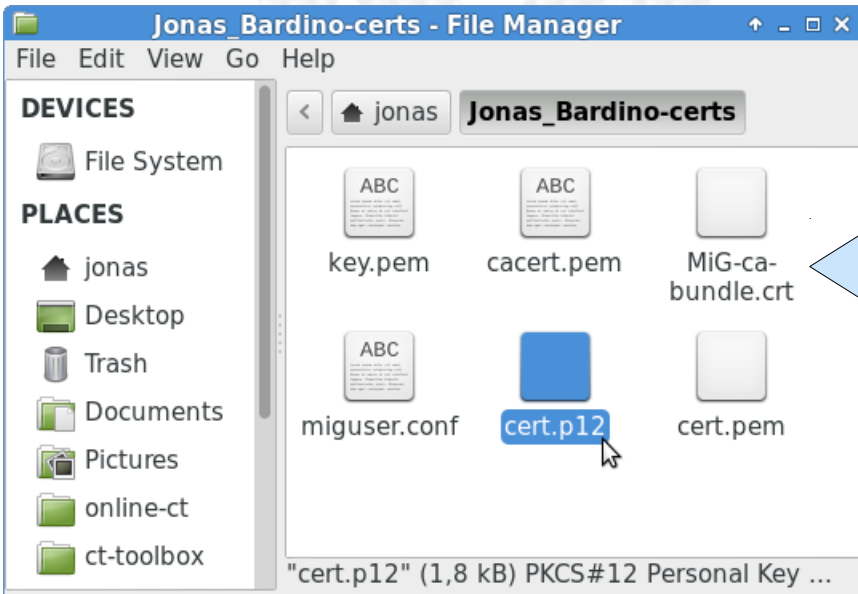 Jonas_Bardino-certs - File Manager
File Edit View Go Help
DEVICES
File System
PLACES
jonas
Desktop
Trash
Documents
Pictures
online-ct
ct-toolbox
jonas Jonas_Bardino-certs
ABC ABC
key.pem cacert.pem MiG-ca-
bundle.crt
ABC
miguser.conf cert.p12 cert.pem
"cert.p12" (1,8 kB) PKCS#12 Personal Key ...